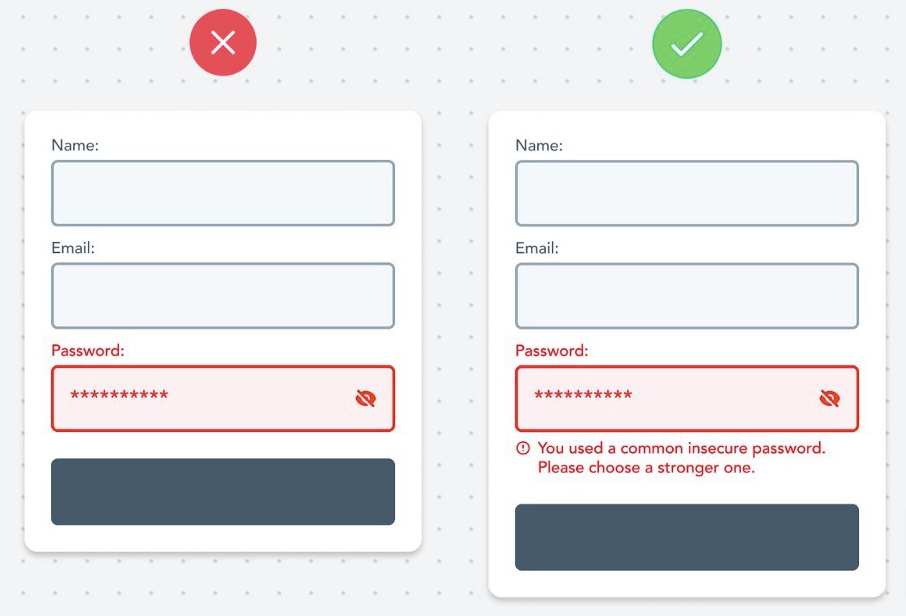 Name:
Email:
Password:
**********
Name:
Email:
Password:
**********
You used a common insecure password.
Please choose a stronger one.